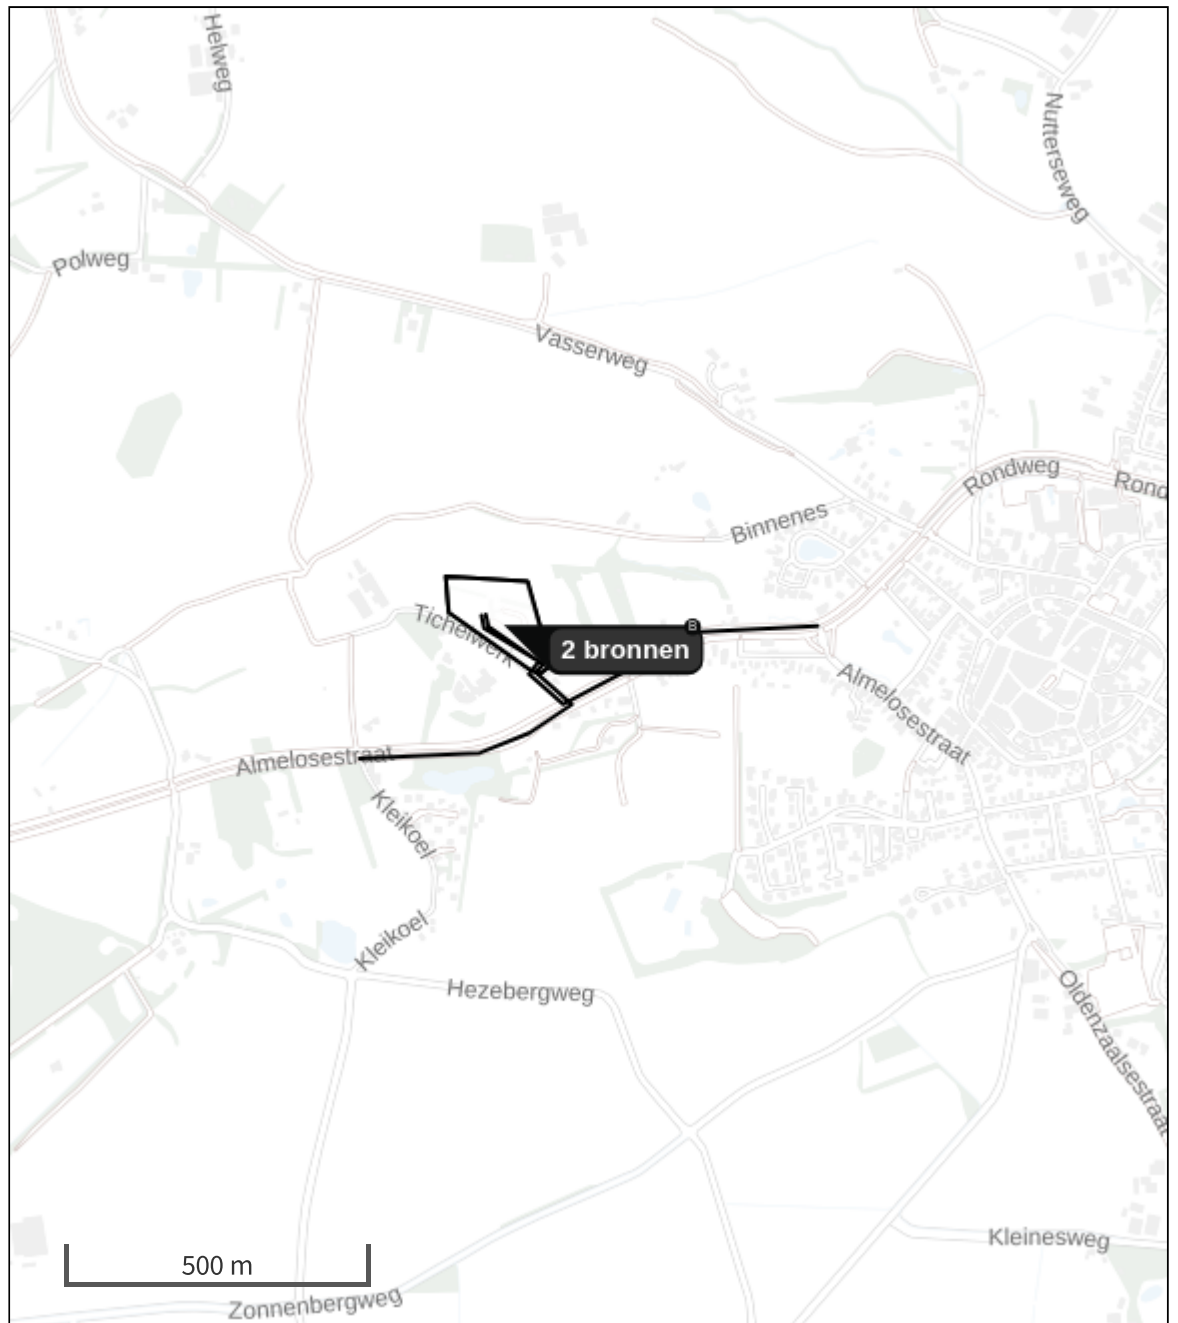 Helweg
Nutterseweg
Polweg
Vasserweg
Rondweg
Rond
Binnenes
Tichelwerk
B
2 bronnen
Almelosestraat
Almelosestraat
Kleikoel
Kleikoel
Hezebergweg
Oldenzaalsestraat
Kleinesweg
500 m
Zonnenbergweg